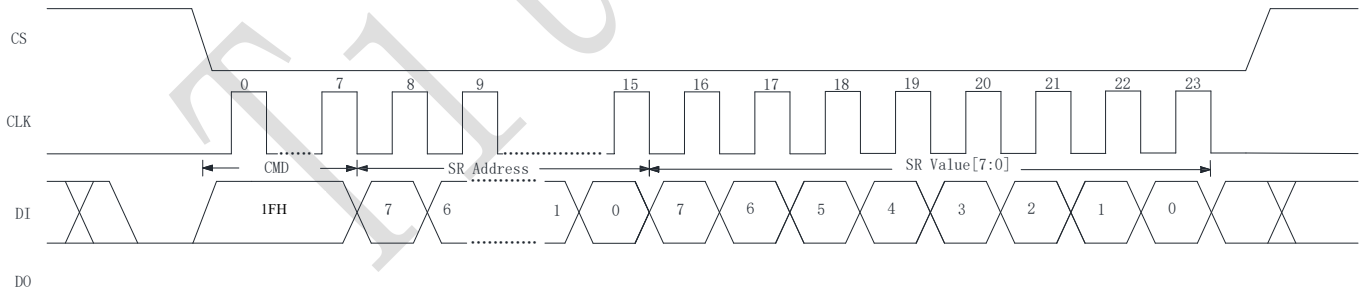 CS
0 7 8 9 15 16 17 18 19 20 21 22 23
CLK
CMD SR Address SR Value[7:0]
DI 1FH 7 6 1 0 7 6 5 4 3 2 1 0
DO